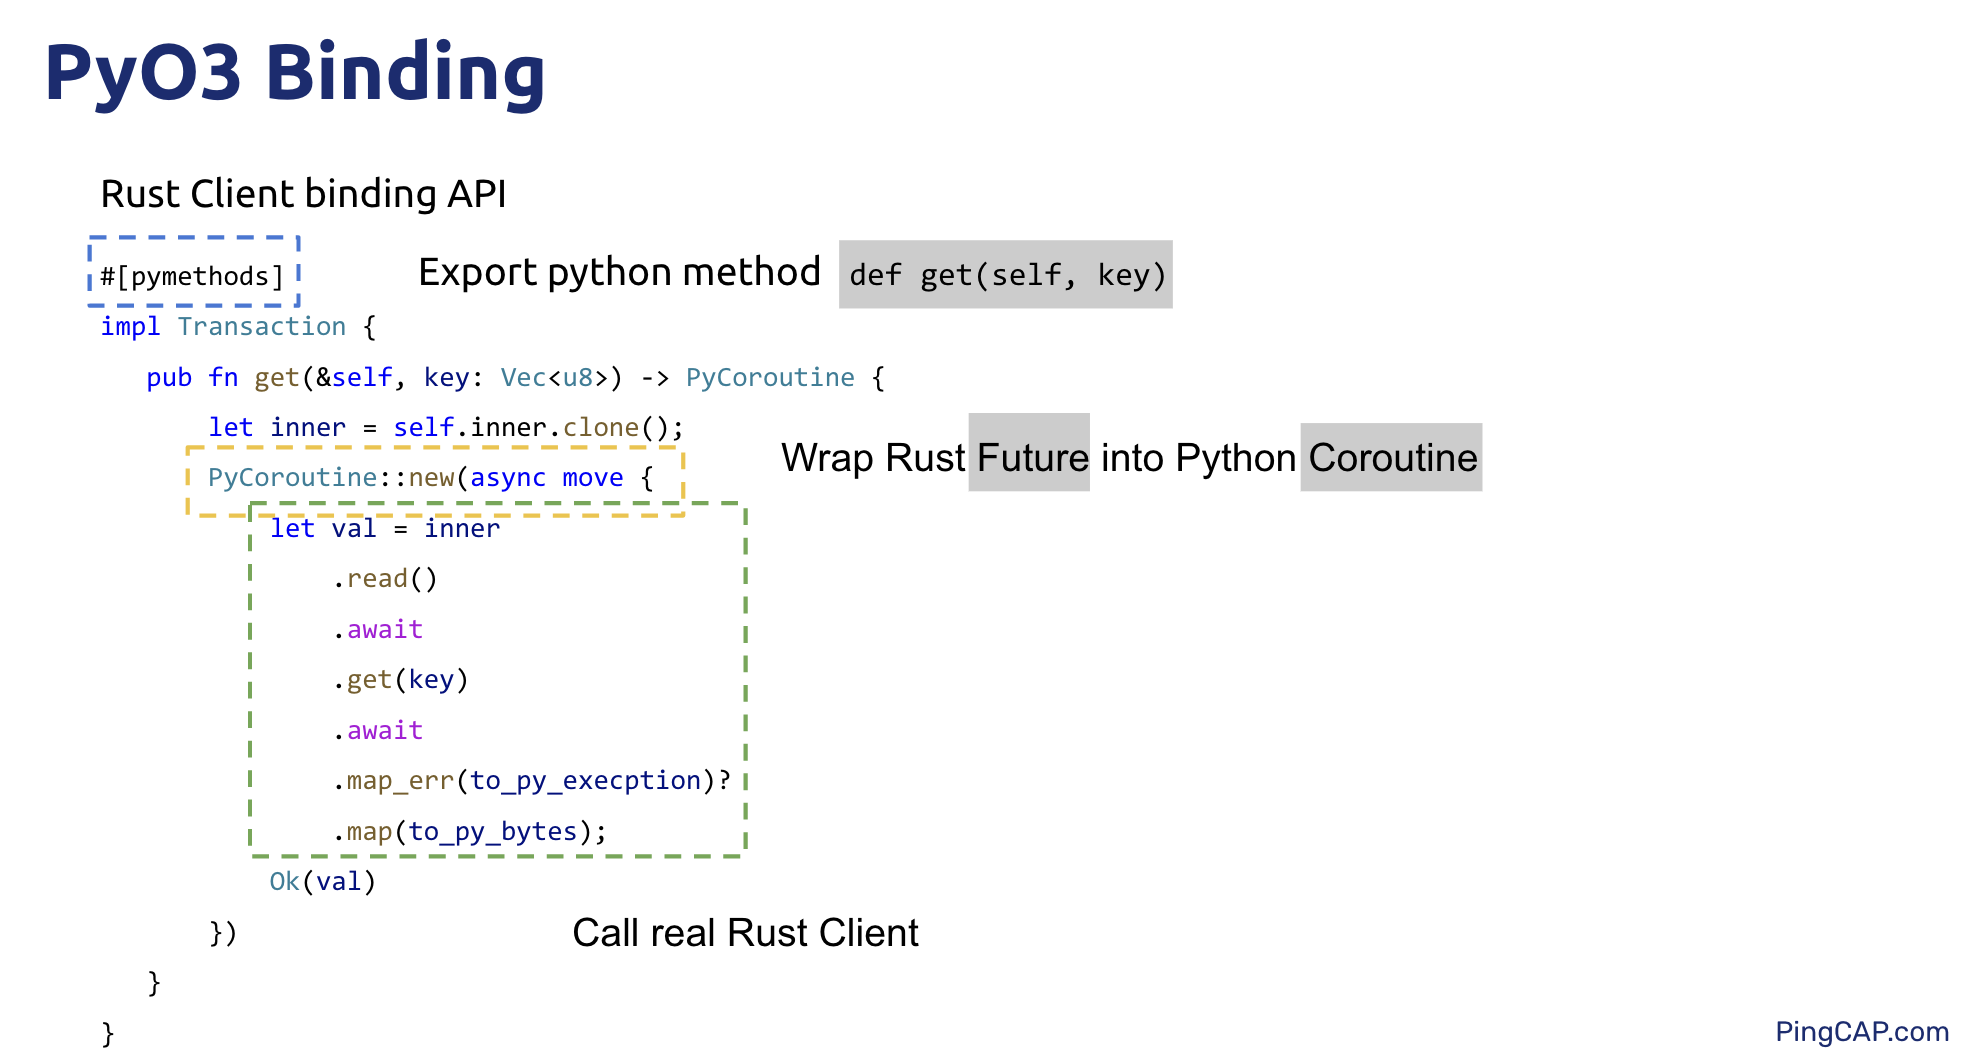 PyO3 Binding
Rust Client binding API
#[pymethods]
Export python method def get(self, key)
impl Transaction {
pub fn get(&self, key: Vec<u8>) -> PyCoroutine {
let inner = self.inner.clone();
Wrap Rust Future into Python Coroutine
PyCoroutine::new(async move {
let val = inner
.read()
.await
.get(key)
.await
.map_err(to_py_execption)?
.map(to_py_bytes);
Ok(val)
})
Call real Rust Client
}
}
PingCAP.com